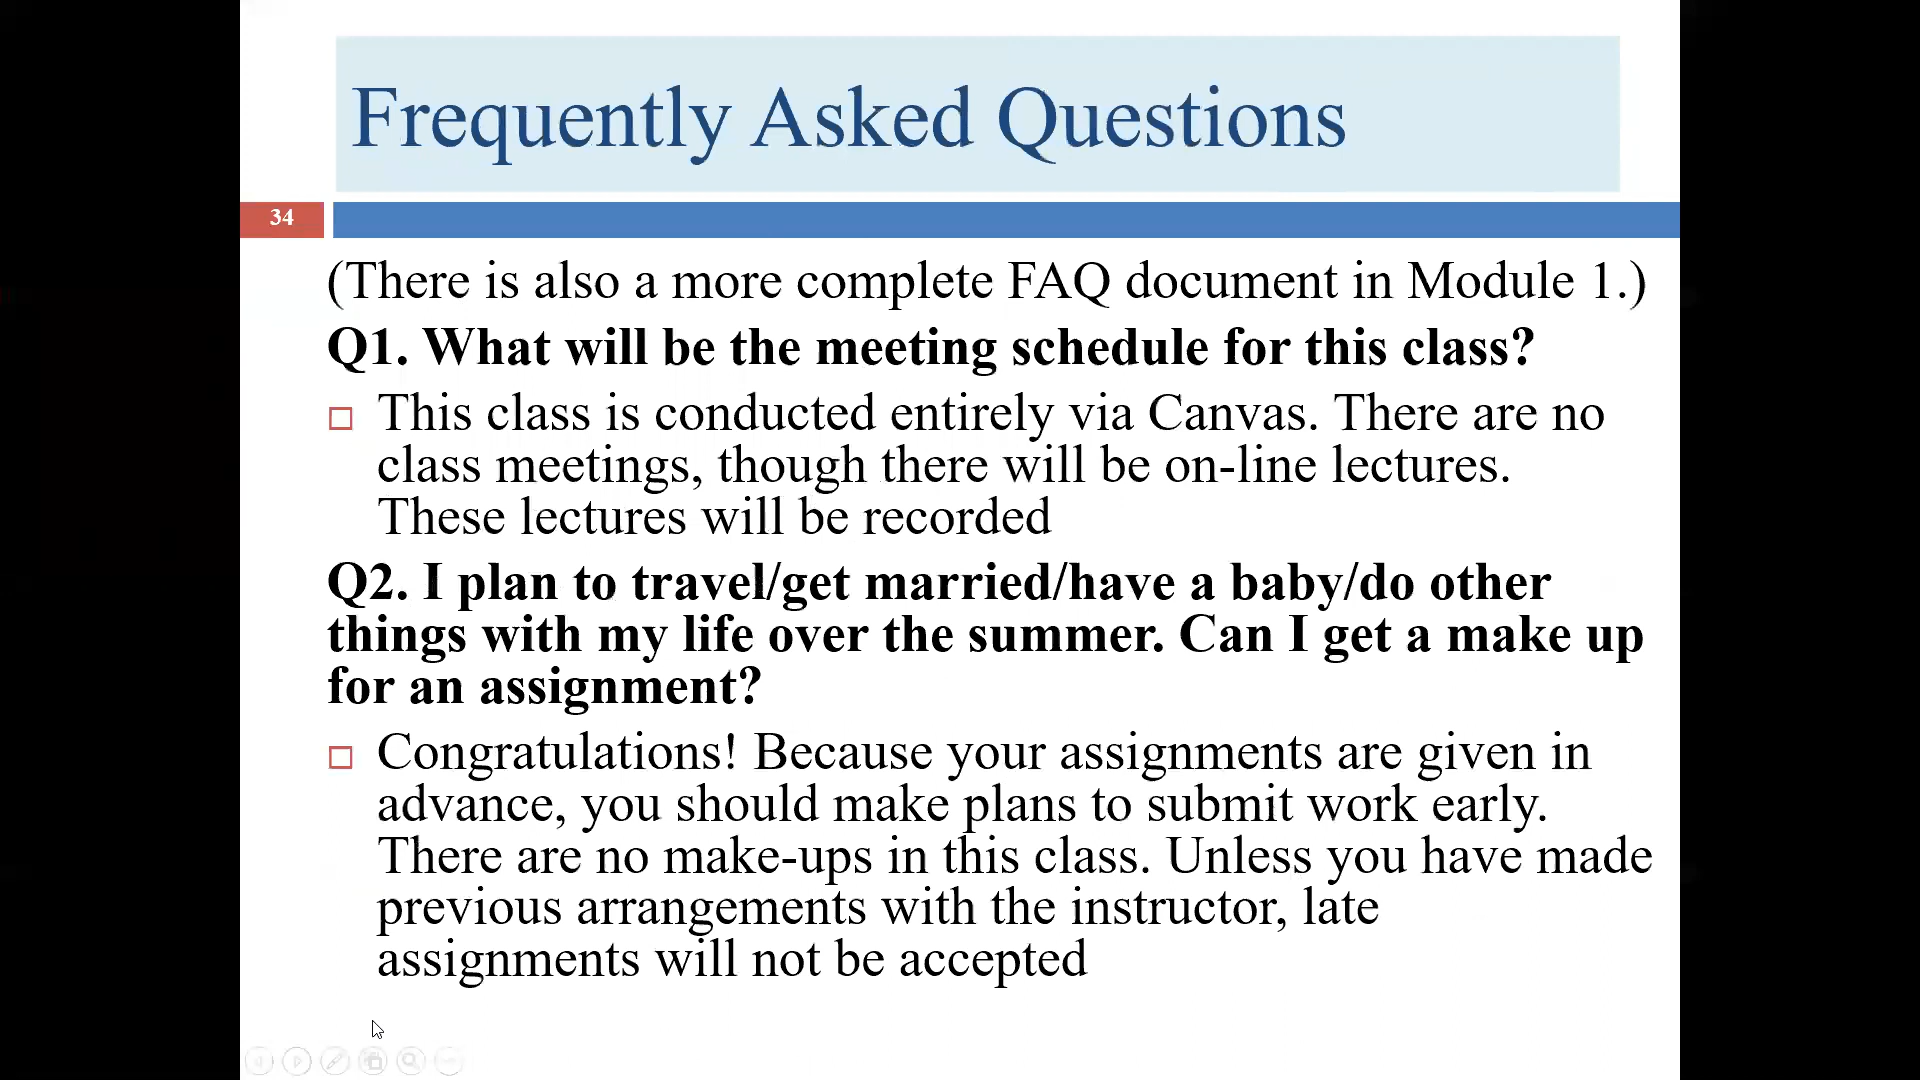 Frequently Asked Questions
34
(There is also a more complete FAQ document in Module 1.)
Q1. What will be the meeting schedule for this class?
This class is conducted entirely via Canvas. There are no
class meetings, though there will be on-line lectures.
These lectures will be recorded
Q2. I plan to travel/get married/have a baby/do other
things with my life over the summer. Can I get a make up
for an assignment?
Congratulations! Because your assignments are given in
advance, you should make plans to submit work early.
There are no make-ups in this class. Unless you have made
previous arrangements with the instructor, late
assignments will not be accepted